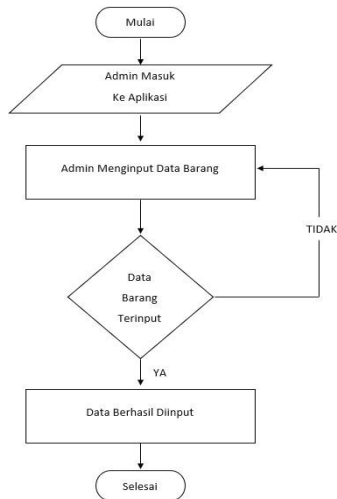 Mulai
Admin Masuk
Ke Aplikasi
Admin Menginput Data Barang
TIDAK
Data
Barang
Terinput
YA
Data Berhasil Diinput
Selesai